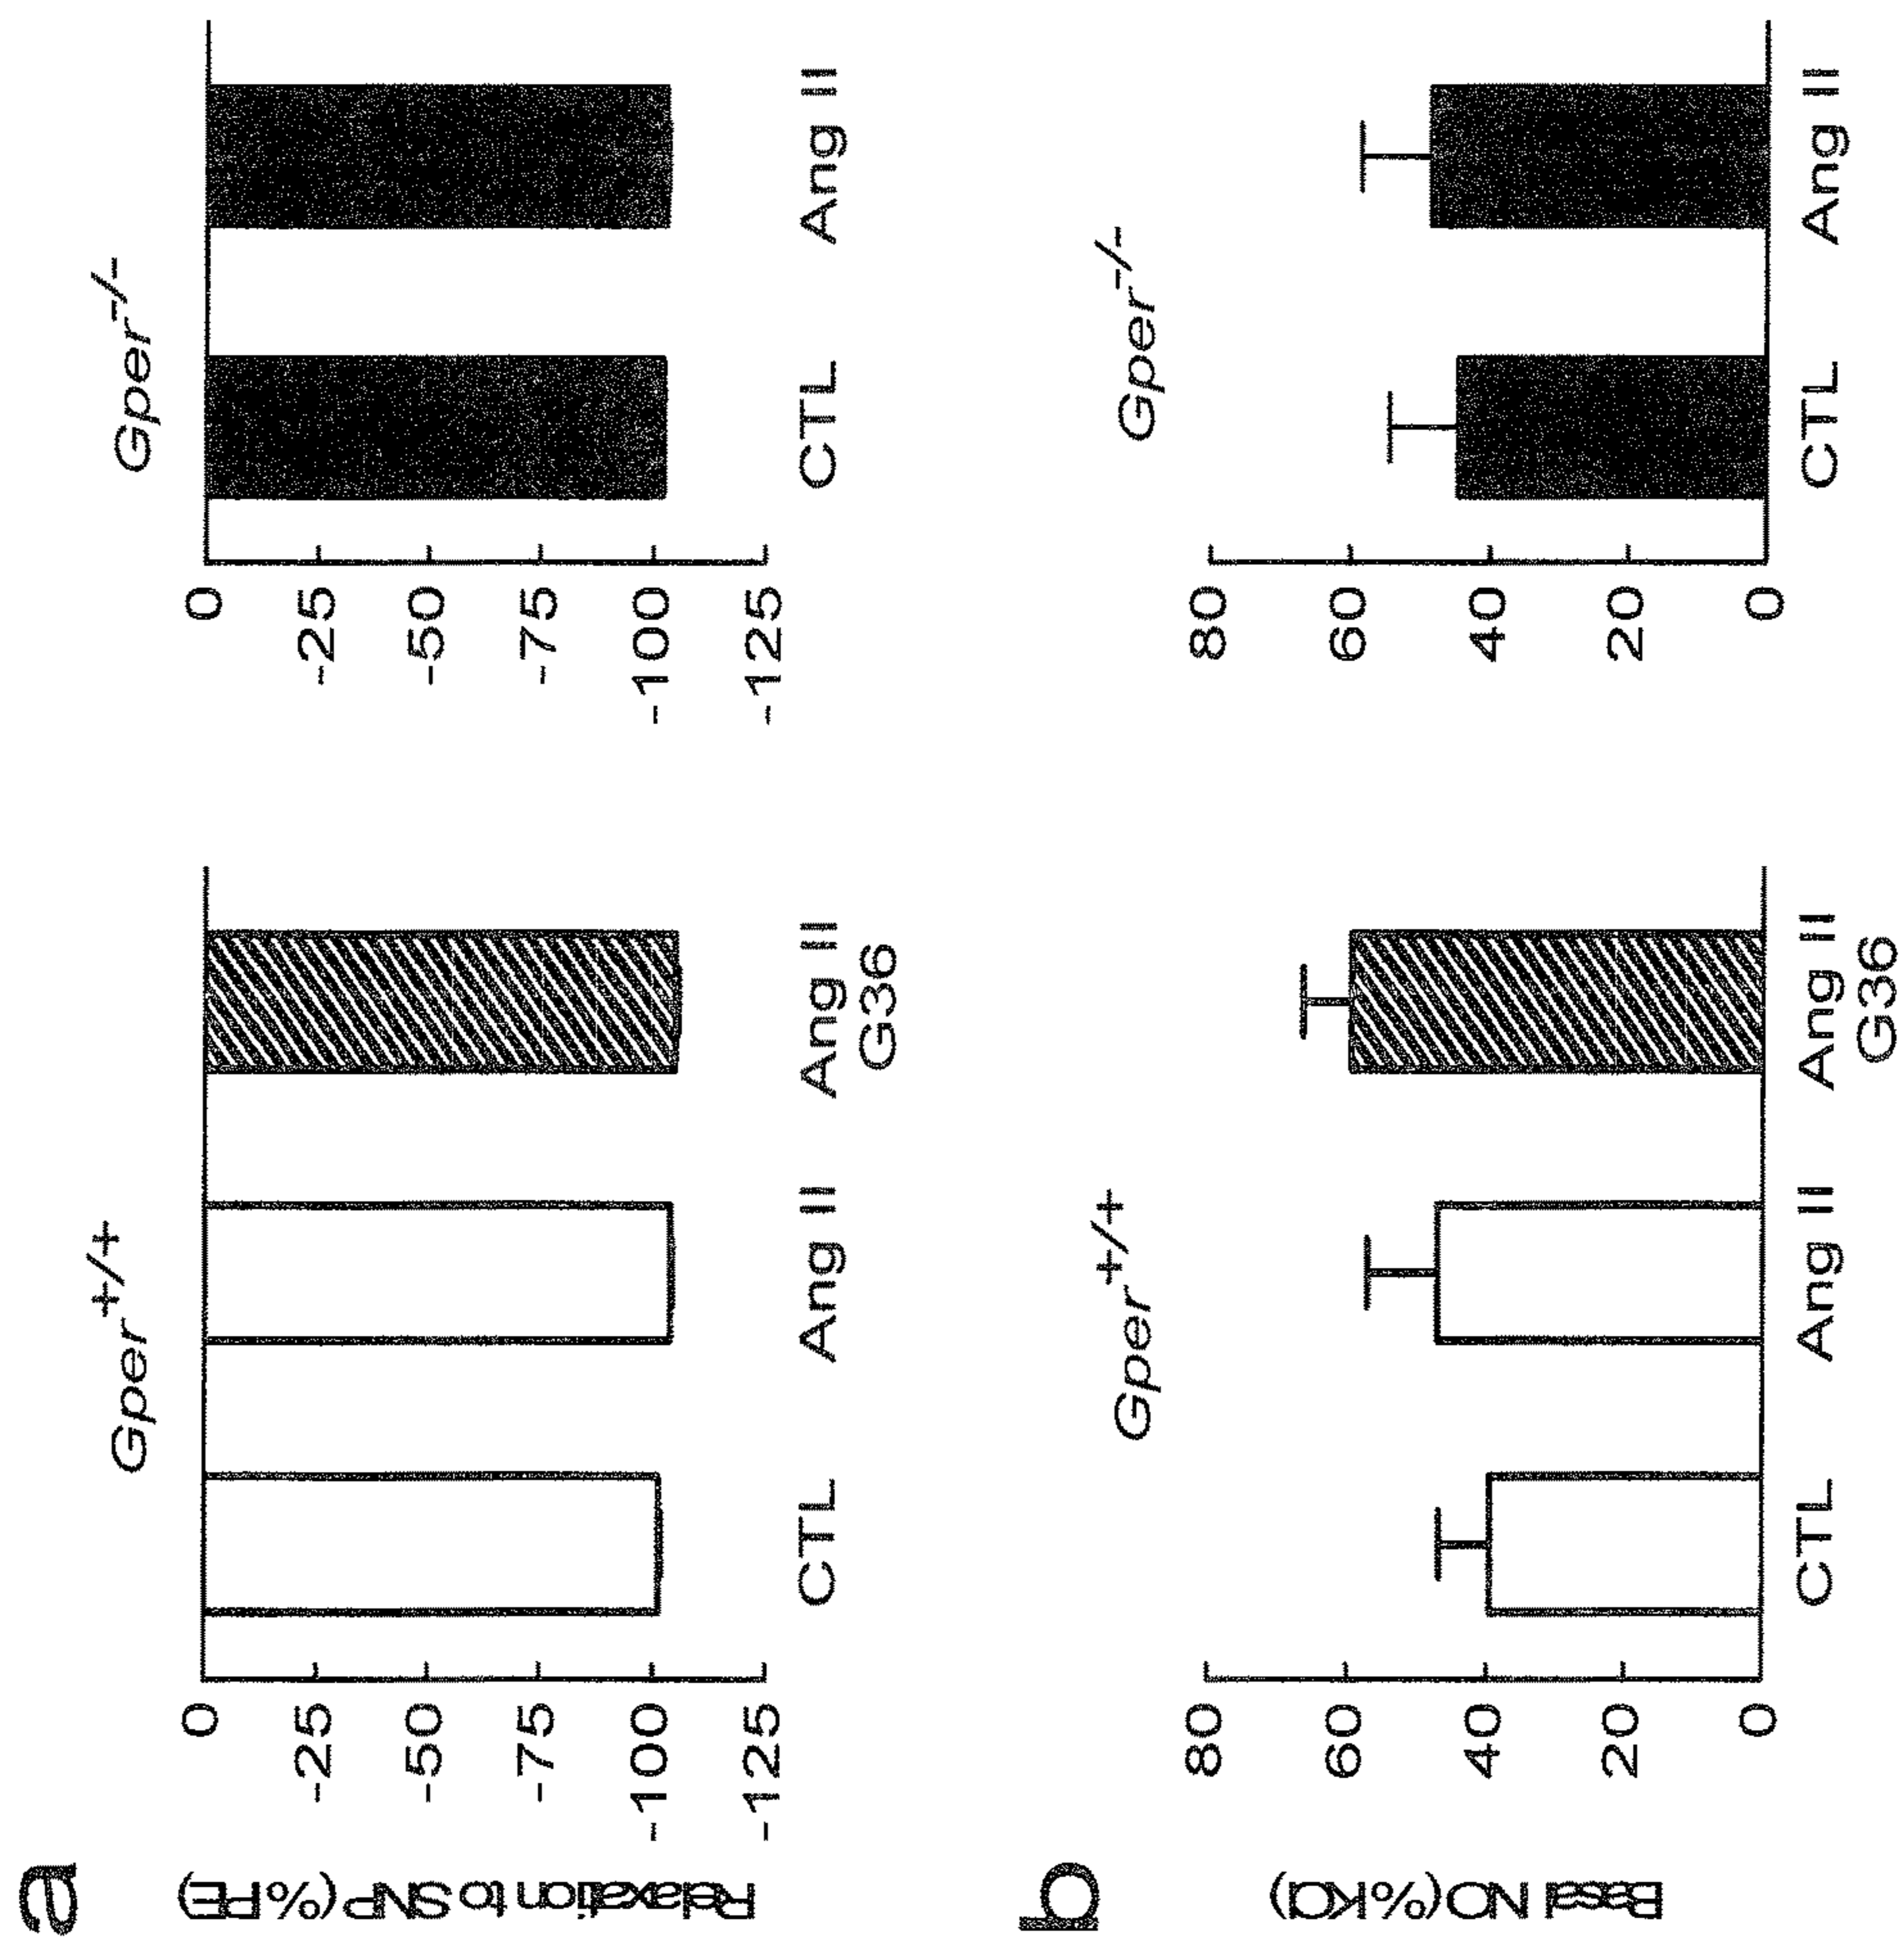 a
Relaxation to SNP (% PE)
Gper+/+
0
-25
-50
-75
-100
-125
CTL
Ang II
Ang II
G36
Gper-/-
0
-25
-50
-75
-100
-125
CTL
Ang II
b
Basal NO (% KCl)
Gper+/+
80
60
40
20
0
CTL
Ang II
Ang II
G36
Gper-/-
80
60
40
20
0
CTL
Ang II